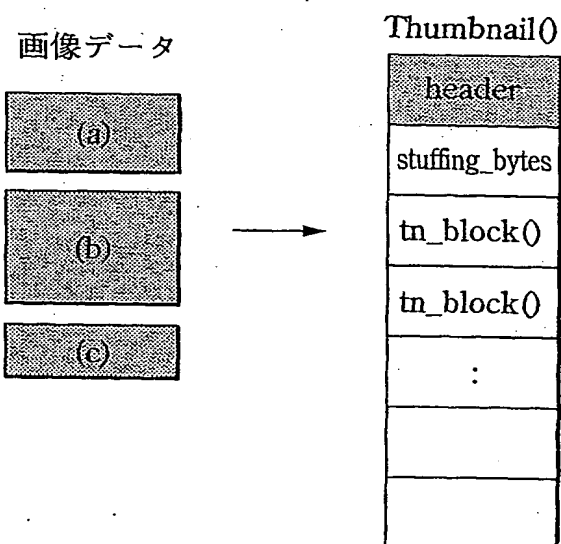 画像データ
(a)
(b)
(c)
Thumbnail()
header
stuffing_bytes
tn_block()
tn_block()
: